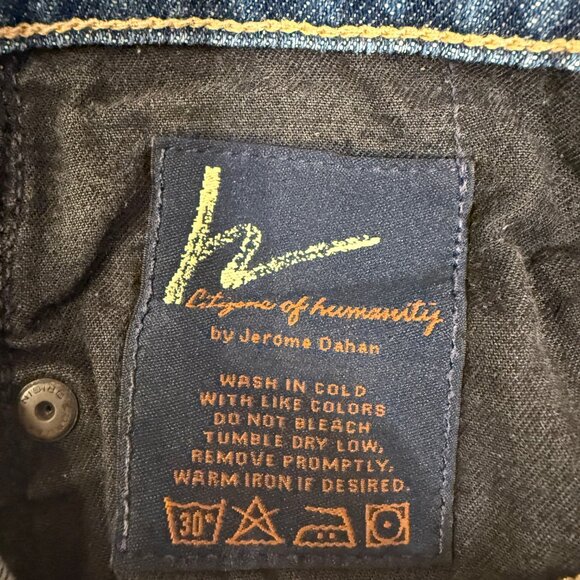 h
Citizens of humanity
by Jerome Dahan
WASH IN COLD
WITH LIKE COLORS
DO NOT BLEACH
TUMBLE DRY LOW,
REMOVE PROMPTLY,
WARM IRON IF DESIRED.
30°